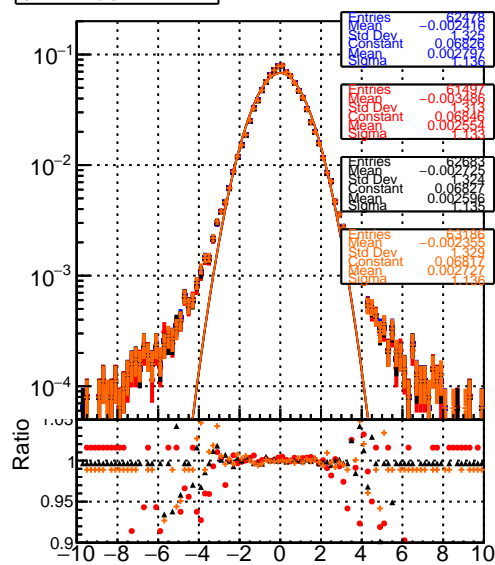 Entries 62478
Mean −0.002416
Std Dev 1.325
Constant 0.06826
Mean 0.002797
Sigma 1.136
Entries 61497
Mean −0.003486
Std Dev 1.313
Constant 0.06846
Mean 0.002554
Sigma 1.133
Entries 62683
Mean −0.002725
Std Dev 1.324
Constant 0.06827
Mean 0.002596
Sigma 1.135
Entries 63186
Mean −0.002355
Std Dev
Constant 0.06817
Mean 0.002727
Sigma 1.136
10−1
10−2
10−3
10−4
Ratio
1.05
1
0.95
0.9
−10 −8 −6 −4 −2 0 2 4 6 8 10